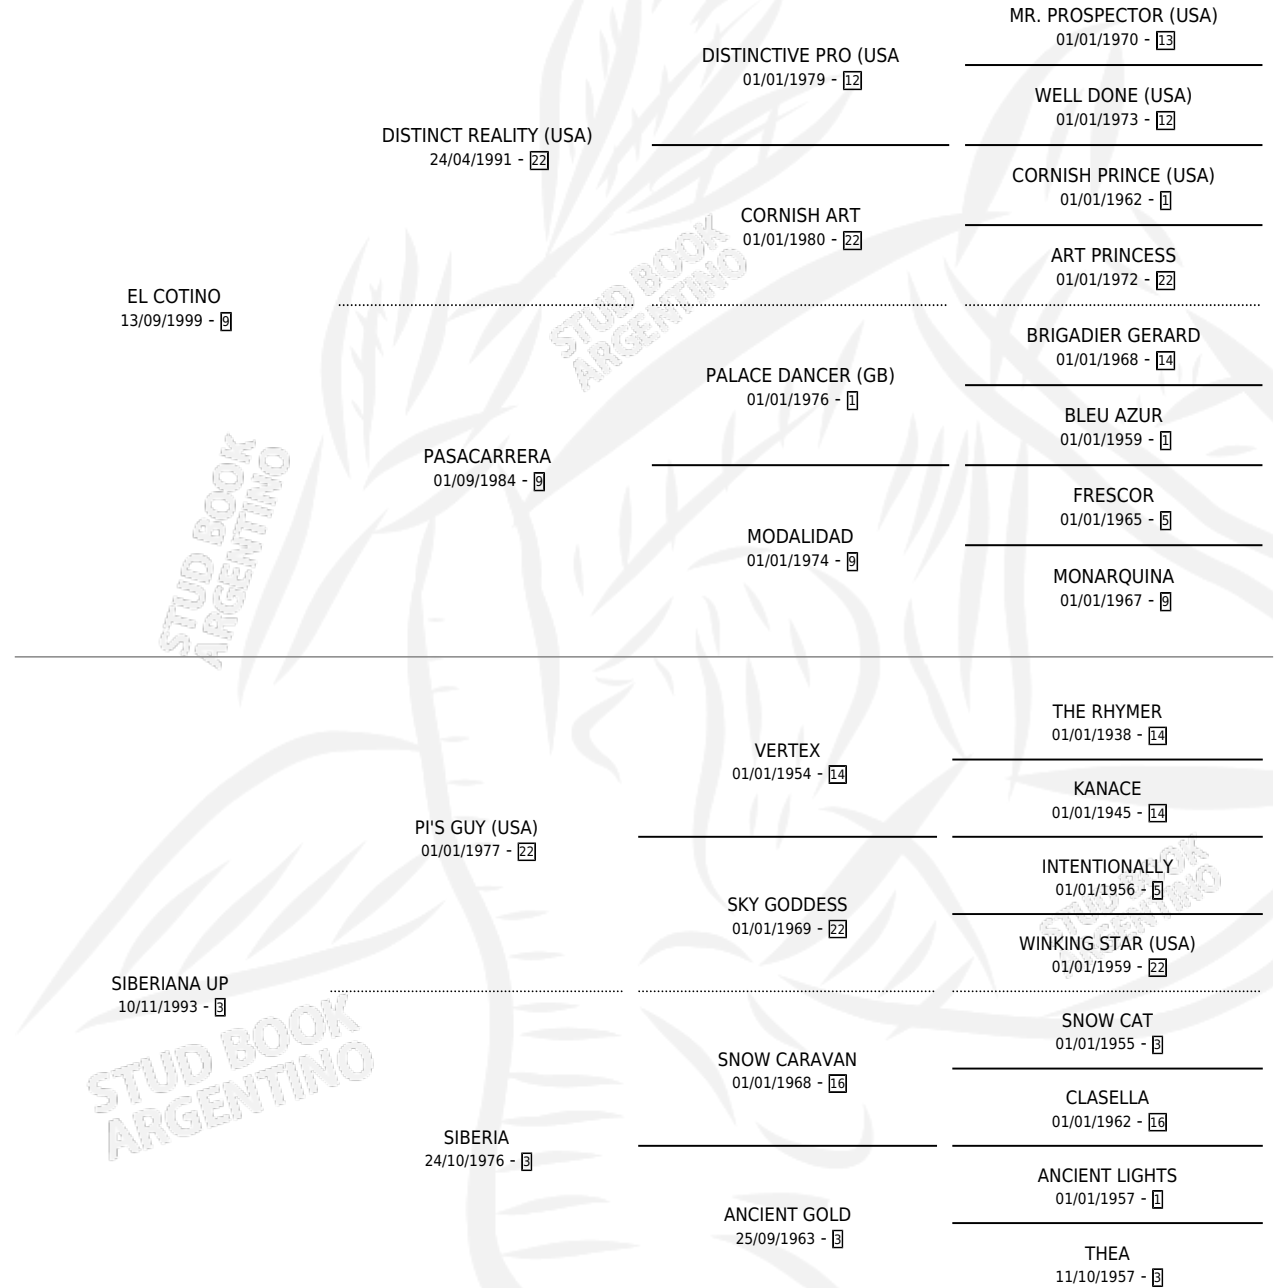 MR. PROSPECTOR (USA)
01/01/1970 - 13
DISTINCTIVE PRO (USA
01/01/1979 - 12
WELL DONE (USA)
01/01/1973 - 12
DISTINCT REALITY (USA)
24/04/1991 - 22
CORNISH PRINCE (USA)
01/01/1962 - 1
CORNISH ART
01/01/1980 - 22
ART PRINCESS
01/01/1972 - 22
EL COTINO
13/09/1999 - 9
STUD BOOK
ARGENTINO
BRIGADIER GERARD
01/01/1968 - 14
PALACE DANCER (GB)
01/01/1976 - 1
BLEU AZUR
01/01/1959 - 1
PASACARRERA
01/09/1984 - 9
FRESCOR
01/01/1965 - 5
MODALIDAD
01/01/1974 - 9
MONARQUINA
01/01/1967 - 9
STUD BOOK
ARGENTINO
THE RHYMER
01/01/1938 - 14
VERTEX
01/01/1954 - 14
KANACE
01/01/1945 - 14
PI'S GUY (USA)
01/01/1977 - 22
INTENTIONALLY
01/01/1956 - 5
SKY GODDESS
01/01/1969 - 22
WINKING STAR (USA)
01/01/1959 - 22
STUD BOOK
ARGENTINO
SIBERIANA UP
10/11/1993 - 3
SNOW CAT
01/01/1955 - 3
SNOW CARAVAN
01/01/1968 - 16
CLASELLA
01/01/1962 - 16
STUD BOOK
ARGENTINO
SIBERIA
24/10/1976 - 3
ANCIENT LIGHTS
01/01/1957 - 1
ANCIENT GOLD
25/09/1963 - 3
THEA
11/10/1957 - 3